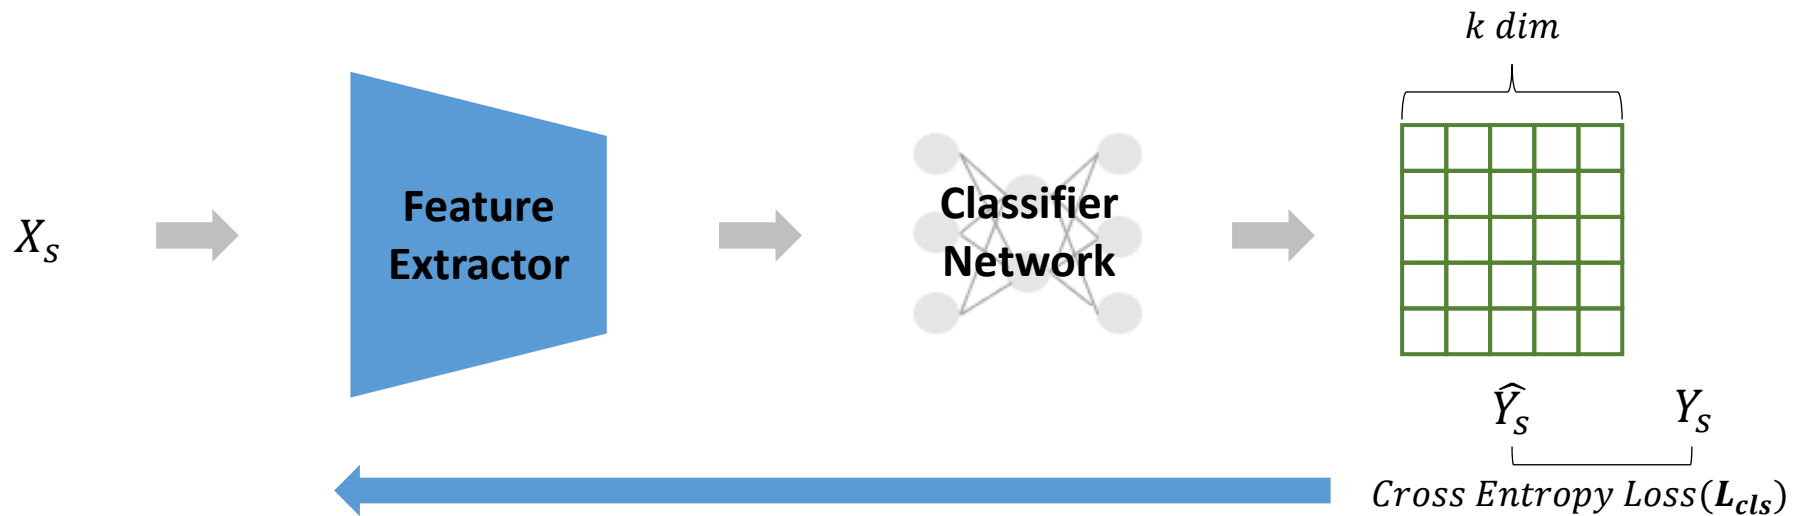 k dim
X_s
Feature
Extractor
Classifier
Network
Ŷ_s
Y_s
Cross Entropy Loss(L_cls)